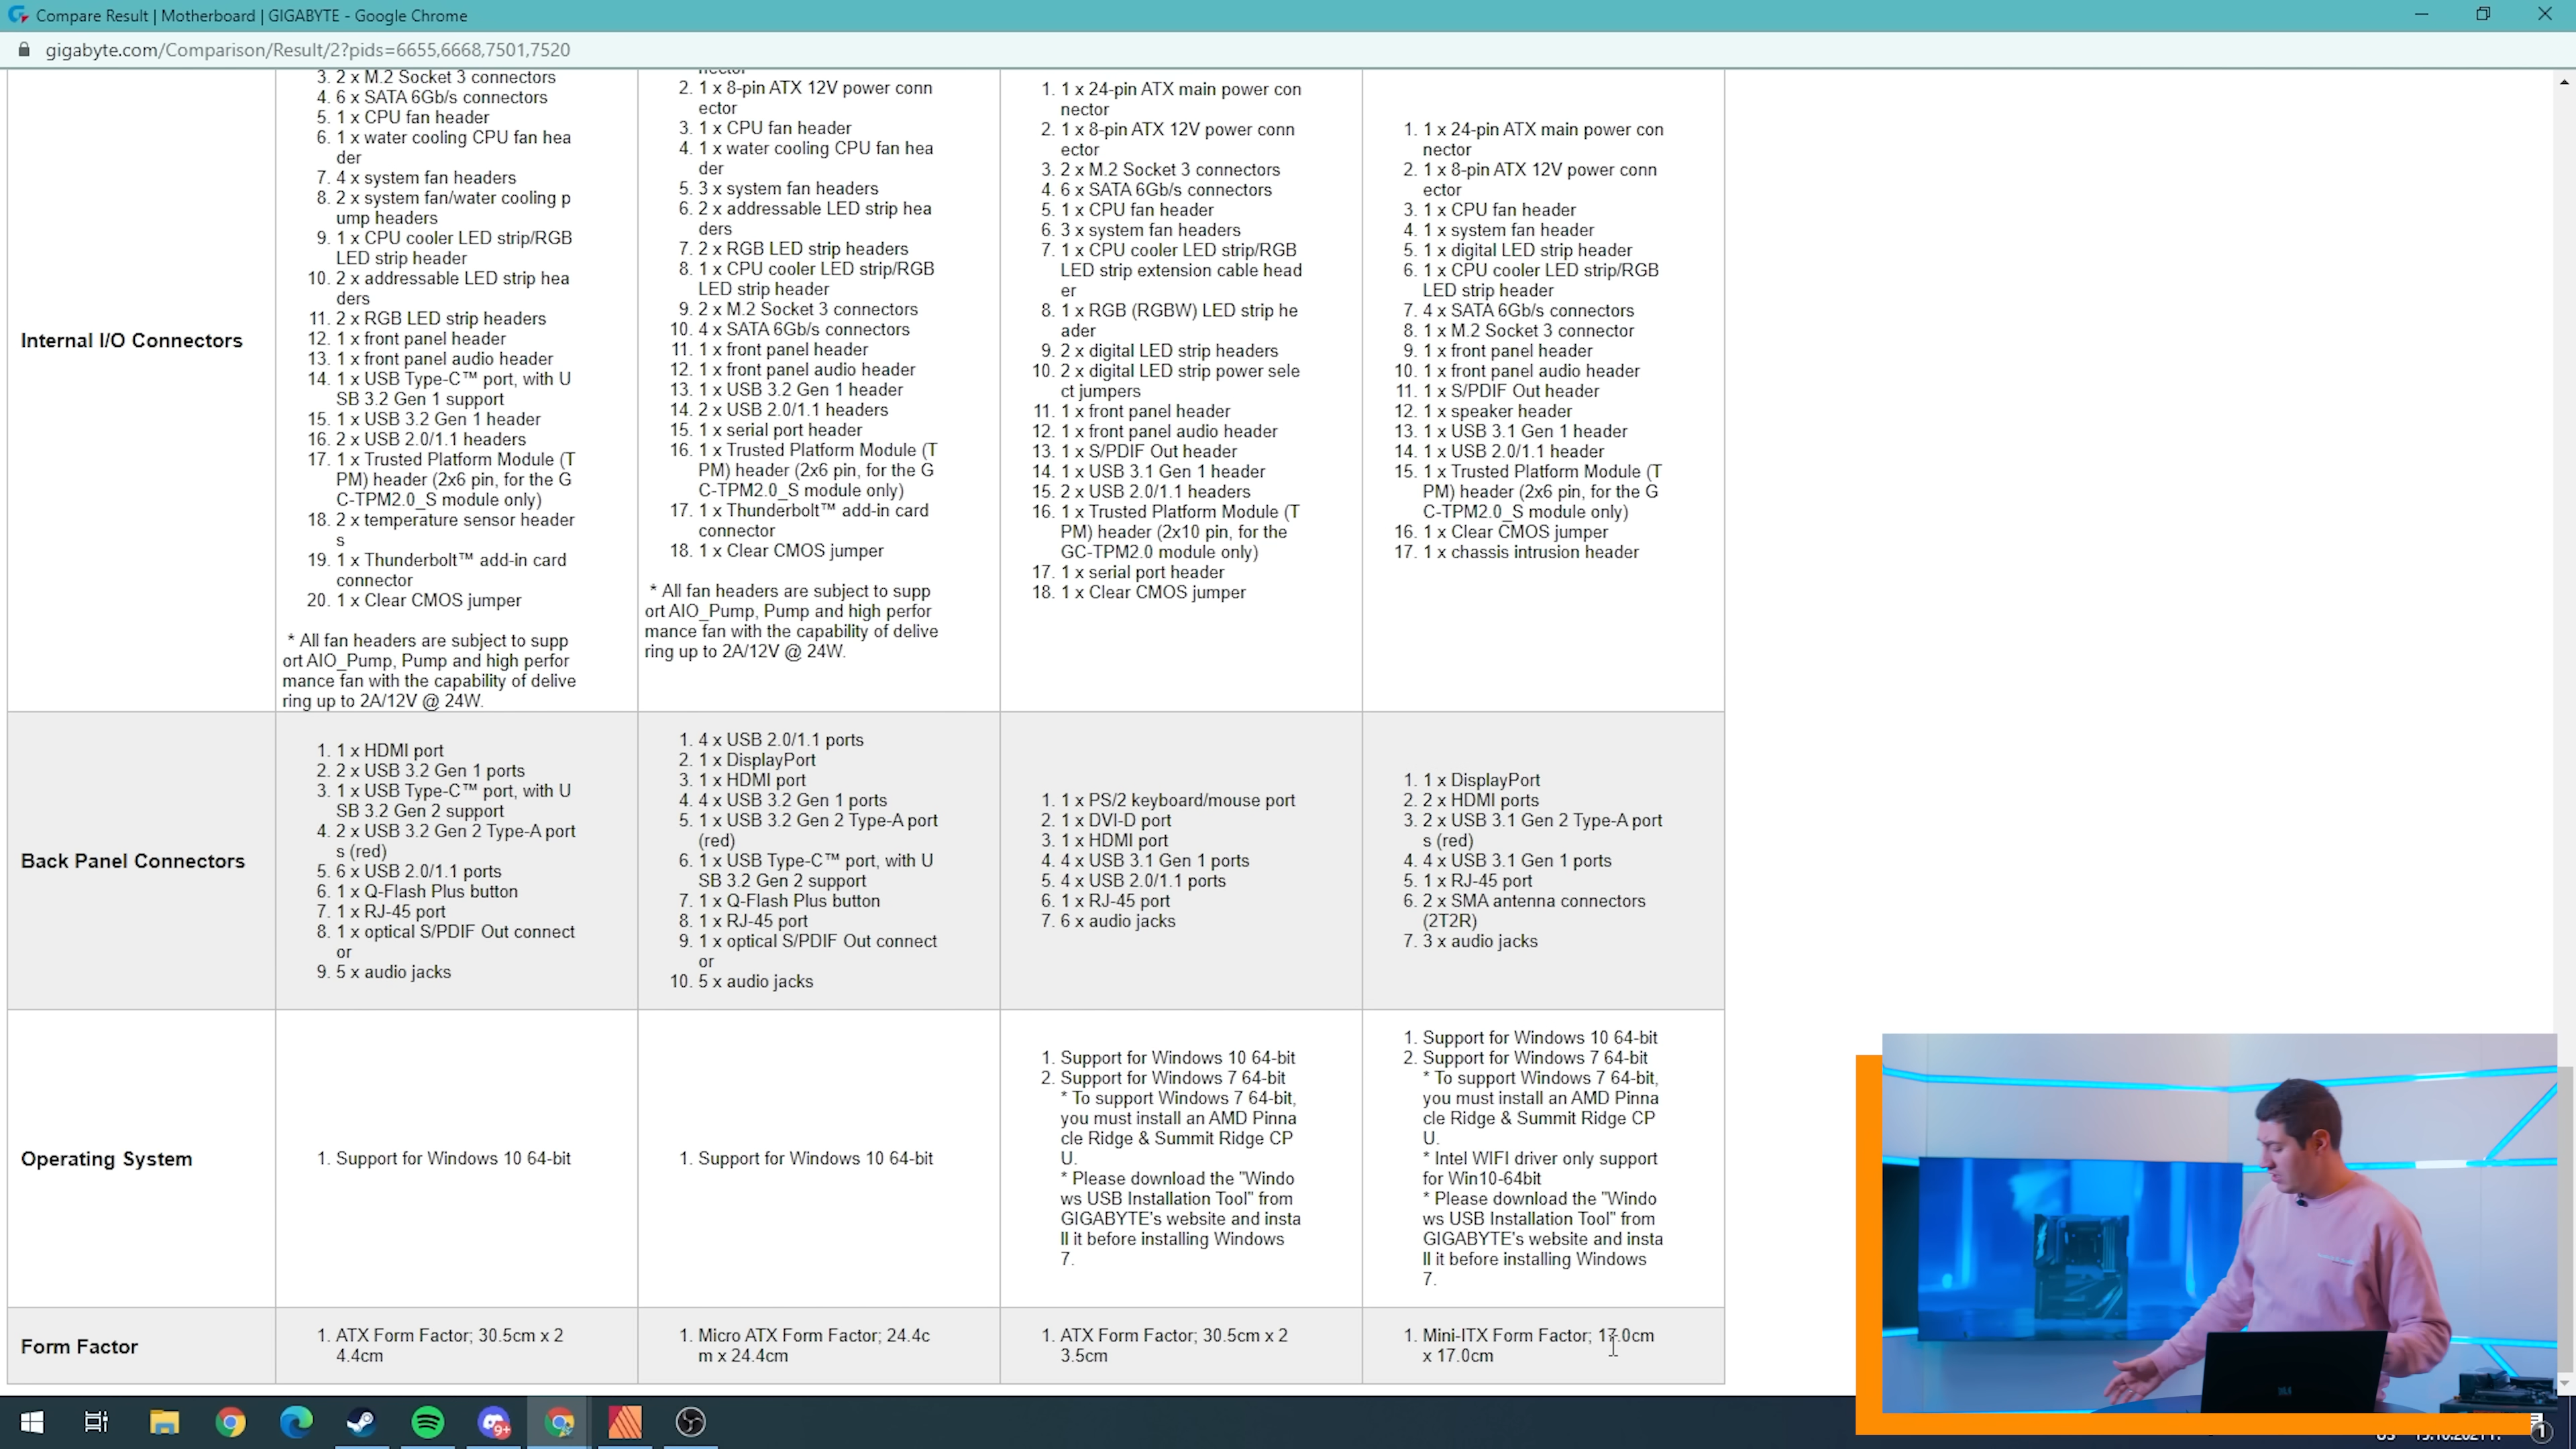 Compare Result | Motherboard | GIGABYTE - Google Chrome
gigabyte.com/Comparison/Result/2?pids=6655,6668,7501,7520
Internal I/O Connectors
3. 2 x M.2 Socket 3 connectors
4. 6 x SATA 6Gb/s connectors
5. 1 x CPU fan header
6. 1 x water cooling CPU fan hea
der
7. 4 x system fan headers
8. 2 x system fan/water cooling p
ump headers
9. 1 x CPU cooler LED strip/RGB
LED strip header
10. 2 x addressable LED strip hea
ders
11. 2 x RGB LED strip headers
12. 1 x front panel header
13. 1 x front panel audio header
14. 1 x USB Type-C™ port, with U
SB 3.2 Gen 1 support
15. 1 x USB 3.2 Gen 1 header
16. 2 x USB 2.0/1.1 headers
17. 1 x Trusted Platform Module (T
PM) header (2x6 pin, for the G
C-TPM2.0_S module only)
18. 2 x temperature sensor header
s
19. 1 x Thunderbolt™ add-in card
connector
20. 1 x Clear CMOS jumper
* All fan headers are subject to supp
ort AIO_Pump, Pump and high perfor
mance fan with the capability of delive
ring up to 2A/12V @ 24W.
nector
2. 1 x 8-pin ATX 12V power conn
ector
3. 1 x CPU fan header
4. 1 x water cooling CPU fan hea
der
5. 3 x system fan headers
6. 2 x addressable LED strip hea
ders
7. 2 x RGB LED strip headers
8. 1 x CPU cooler LED strip/RGB
LED strip header
9. 2 x M.2 Socket 3 connectors
10. 4 x SATA 6Gb/s connectors
11. 1 x front panel header
12. 1 x front panel audio header
13. 1 x USB 3.2 Gen 1 header
14. 2 x USB 2.0/1.1 headers
15. 1 x serial port header
16. 1 x Trusted Platform Module (T
PM) header (2x6 pin, for the G
C-TPM2.0_S module only)
17. 1 x Thunderbolt™ add-in card
connector
18. 1 x Clear CMOS jumper
* All fan headers are subject to supp
ort AIO_Pump, Pump and high perfor
mance fan with the capability of delive
ring up to 2A/12V @ 24W.
1. 1 x 24-pin ATX main power con
nector
2. 1 x 8-pin ATX 12V power conn
ector
3. 2 x M.2 Socket 3 connectors
4. 6 x SATA 6Gb/s connectors
5. 1 x CPU fan header
6. 3 x system fan headers
7. 1 x CPU cooler LED strip/RGB
LED strip extension cable head
er
8. 1 x RGB (RGBW) LED strip he
ader
9. 2 x digital LED strip headers
10. 2 x digital LED strip power sele
ct jumpers
11. 1 x front panel header
12. 1 x front panel audio header
13. 1 x S/PDIF Out header
14. 1 x USB 3.1 Gen 1 header
15. 2 x USB 2.0/1.1 headers
16. 1 x Trusted Platform Module (T
PM) header (2x10 pin, for the
GC-TPM2.0 module only)
17. 1 x serial port header
18. 1 x Clear CMOS jumper
1. 1 x 24-pin ATX main power con
nector
2. 1 x 8-pin ATX 12V power conn
ector
3. 1 x CPU fan header
4. 1 x system fan header
5. 1 x digital LED strip header
6. 1 x CPU cooler LED strip/RGB
LED strip header
7. 4 x SATA 6Gb/s connectors
8. 1 x M.2 Socket 3 connector
9. 1 x front panel header
10. 1 x front panel audio header
11. 1 x S/PDIF Out header
12. 1 x speaker header
13. 1 x USB 3.1 Gen 1 header
14. 1 x USB 2.0/1.1 header
15. 1 x Trusted Platform Module (T
PM) header (2x6 pin, for the G
C-TPM2.0_S module only)
16. 1 x Clear CMOS jumper
17. 1 x chassis intrusion header
Back Panel Connectors
1. 1 x HDMI port
2. 2 x USB 3.2 Gen 1 ports
3. 1 x USB Type-C™ port, with U
SB 3.2 Gen 2 support
4. 2 x USB 3.2 Gen 2 Type-A port
s (red)
5. 6 x USB 2.0/1.1 ports
6. 1 x Q-Flash Plus button
7. 1 x RJ-45 port
8. 1 x optical S/PDIF Out connect
or
9. 5 x audio jacks
1. 4 x USB 2.0/1.1 ports
2. 1 x DisplayPort
3. 1 x HDMI port
4. 4 x USB 3.2 Gen 1 ports
5. 1 x USB 3.2 Gen 2 Type-A port
(red)
6. 1 x USB Type-C™ port, with U
SB 3.2 Gen 2 support
7. 1 x Q-Flash Plus button
8. 1 x RJ-45 port
9. 1 x optical S/PDIF Out connect
or
10. 5 x audio jacks
1. 1 x PS/2 keyboard/mouse port
2. 1 x DVI-D port
3. 1 x HDMI port
4. 4 x USB 3.1 Gen 1 ports
5. 4 x USB 2.0/1.1 ports
6. 1 x RJ-45 port
7. 6 x audio jacks
1. 1 x DisplayPort
2. 2 x HDMI ports
3. 2 x USB 3.1 Gen 2 Type-A port
s (red)
4. 4 x USB 3.1 Gen 1 ports
5. 1 x RJ-45 port
6. 2 x SMA antenna connectors
(2T2R)
7. 3 x audio jacks
Operating System
1. Support for Windows 10 64-bit
1. Support for Windows 10 64-bit
1. Support for Windows 10 64-bit
2. Support for Windows 7 64-bit
* To support Windows 7 64-bit,
you must install an AMD Pinna
cle Ridge & Summit Ridge CP
U.
* Please download the "Windo
ws USB Installation Tool" from
GIGABYTE's website and insta
ll it before installing Windows
7.
1. Support for Windows 10 64-bit
2. Support for Windows 7 64-bit
* To support Windows 7 64-bit,
you must install an AMD Pinna
cle Ridge & Summit Ridge CP
U.
* Intel WIFI driver only support
for Win10-64bit
* Please download the "Windo
ws USB Installation Tool" from
GIGABYTE's website and insta
ll it before installing Windows
7.
Form Factor
1. ATX Form Factor; 30.5cm x 2
4.4cm
1. Micro ATX Form Factor; 24.4c
m x 24.4cm
1. ATX Form Factor; 30.5cm x 2
3.5cm
1. Mini-ITX Form Factor; 17.0cm
x 17.0cm
9+
1